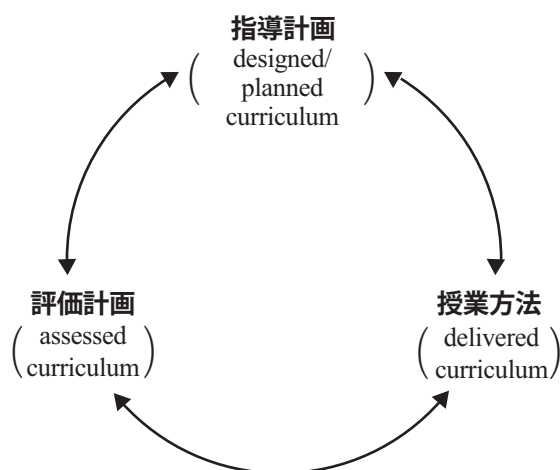 指導計画
(designed/
planned
curriculum)
評価計画
(assessed
curriculum)
授業方法
(delivered
curriculum)